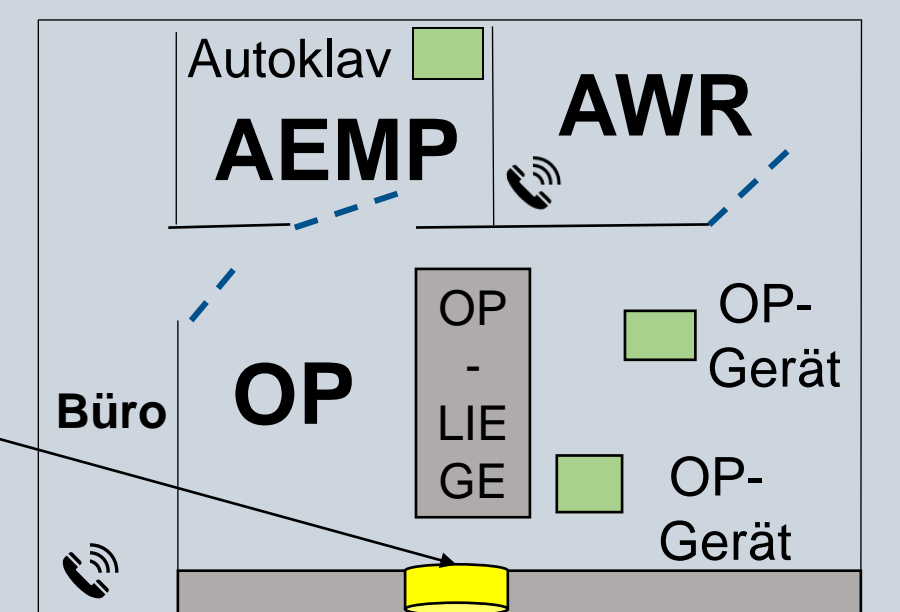 Autoklav
AEMP
AWR
OP
-
LIE
GE
OP-
Gerät
Büro
OP
OP-
Gerät